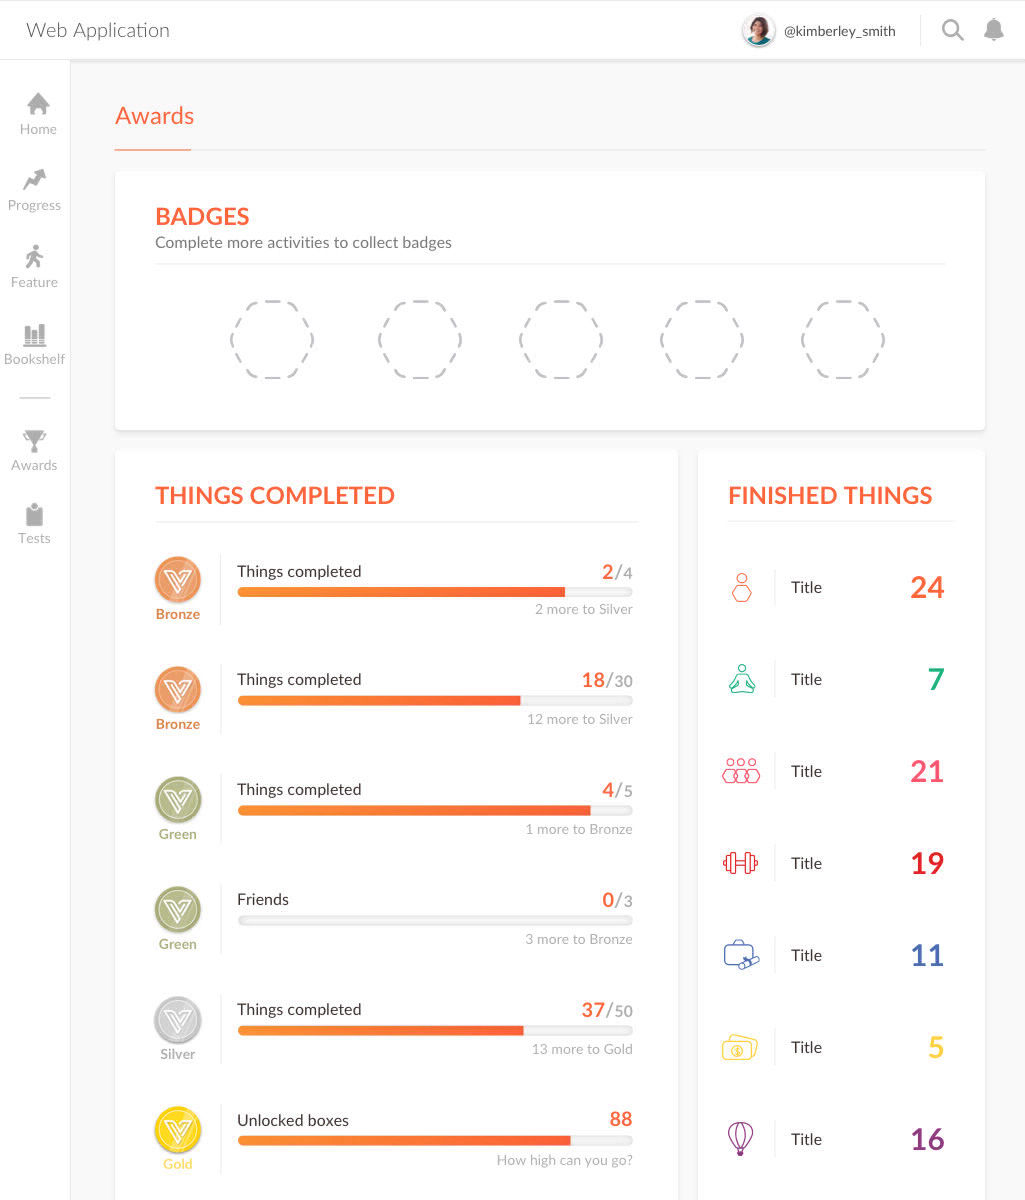 Web Application
@kimberley_smith
Home
Progress
Feature
Bookshelf
Awards
Tests
Awards
BADGES
Complete more activities to collect badges
THINGS COMPLETED
Bronze
Things completed
2/4
2 more to Silver
Bronze
Things completed
18/30
12 more to Silver
Green
Things completed
4/5
1 more to Bronze
Green
Friends
0/3
3 more to Bronze
Silver
Things completed
37/50
13 more to Gold
Gold
Unlocked boxes
88
How high can you go?
FINISHED THINGS
Title 24
Title 7
Title 21
Title 19
Title 11
Title 5
Title 16